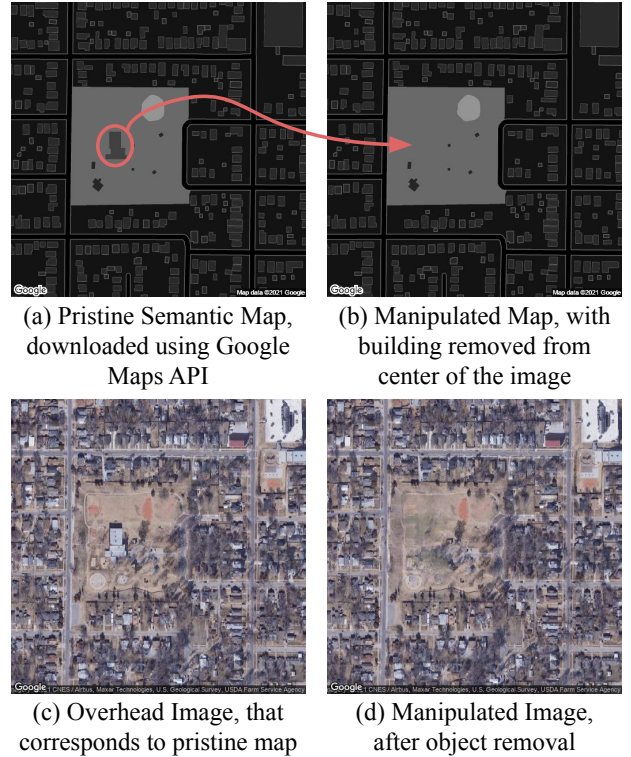 Google
Map data ©2021 Google
Google
Map data ©2021 Google
(a) Pristine Semantic Map,
downloaded using Google
Maps API
(b) Manipulated Map, with
building removed from
center of the image
Google
1 CNES / Airbus, Maxar Technologies, U.S. Geological Survey, USDA Farm Service Agency
Google
1 CNES / Airbus, Maxar Technologies, U.S. Geological Survey, USDA Farm Service Agency
(c) Overhead Image, that
corresponds to pristine map
(d) Manipulated Image,
after object removal